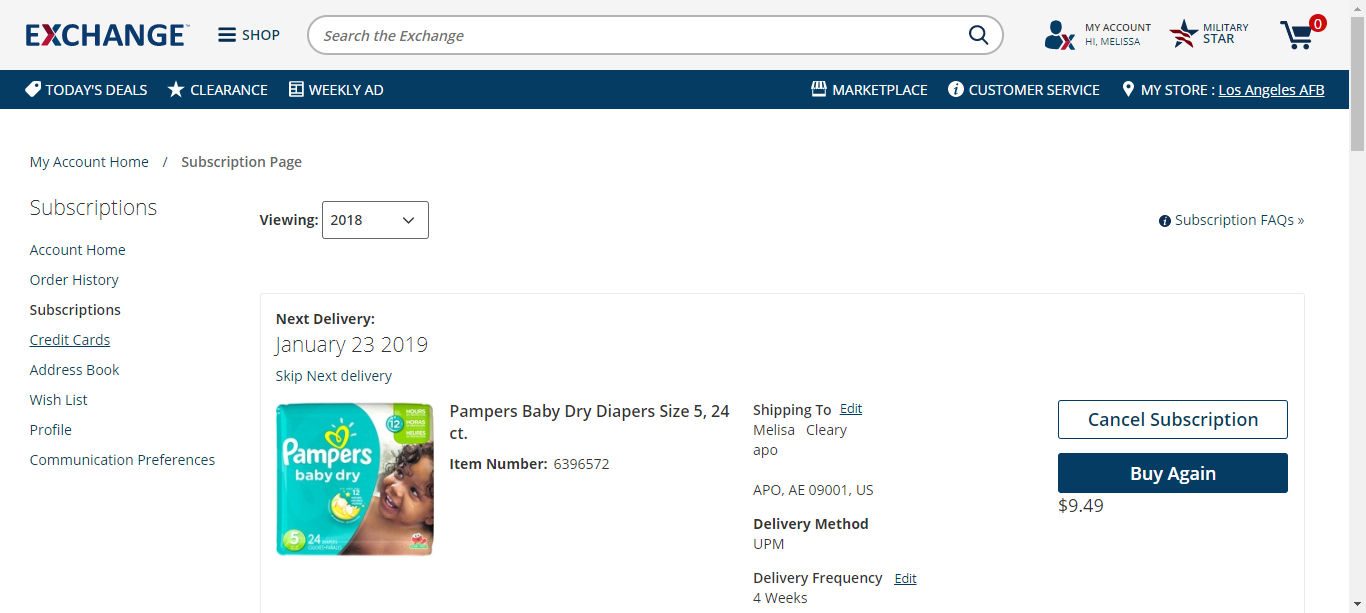 EXCHANGE
SHOP
Search the Exchange
MY ACCOUNT
HI, MELISSA
MILITARY
STAR
0
TODAY'S DEALS
CLEARANCE
WEEKLY AD
MARKETPLACE
CUSTOMER SERVICE
MY STORE : Los Angeles AFB
My Account Home / Subscription Page
Subscriptions
Account Home
Order History
Subscriptions
Credit Cards
Address Book
Wish List
Profile
Communication Preferences
Viewing: 2018
Subscription FAQs »
Next Delivery:
January 23 2019
Skip Next delivery
Pampers
baby dry
12
HOURS
HORAS
HEURES
12
5
24
Pampers Baby Dry Diapers Size 5, 24
ct.
Item Number: 6396572
Shipping To Edit
Melisa Cleary
apo
APO, AE 09001, US
Delivery Method
UPM
Delivery Frequency Edit
4 Weeks
Cancel Subscription
Buy Again
$9.49